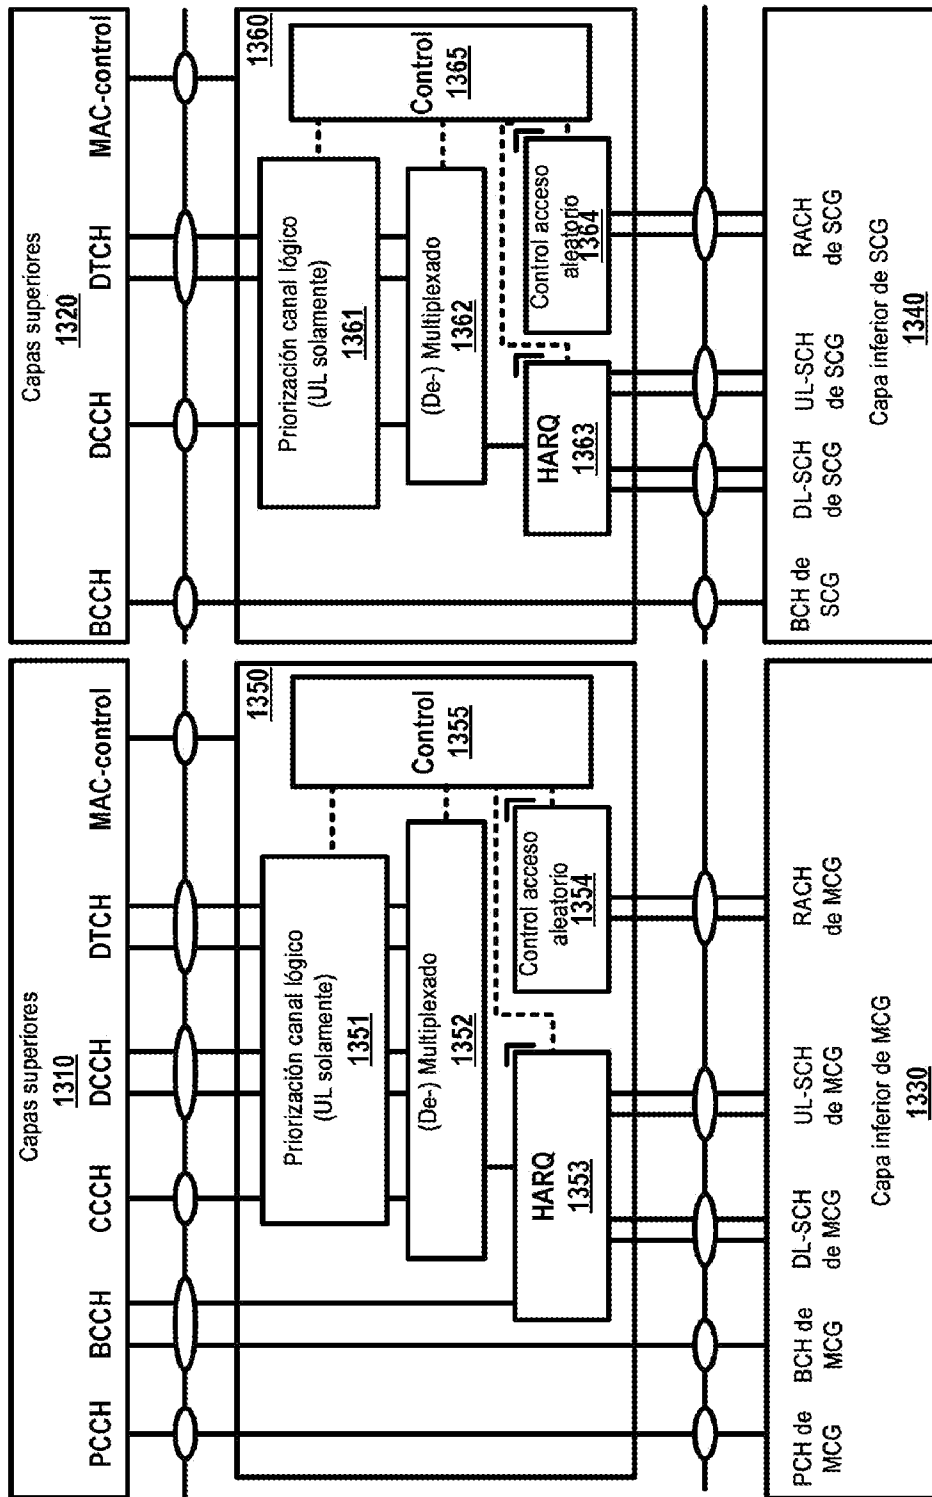 Capas superiores
1310
PCCH
BCCH
CCCH
DCCH
DTCH
MAC-control
1350
Priorización canal lógico
(UL solamente)
1351
(De-) Multiplexado
1352
HARQ
1353
Control acceso
aleatorio
1354
Control
1355
PCH de
MCG
BCH de
MCG
DL-SCH
de MCG
UL-SCH
de MCG
RACH
de MCG
Capa inferior de MCG
1330
Capas superiores
1320
BCCH
DCCH
DTCH
MAC-control
1360
Priorización canal lógico
(UL solamente)
1361
(De-) Multiplexado
1362
HARQ
1363
Control acceso
aleatorio
1364
Control
1365
BCH de
SCG
DL-SCH
de SCG
UL-SCH
de SCG
RACH
de SCG
Capa inferior de SCG
1340